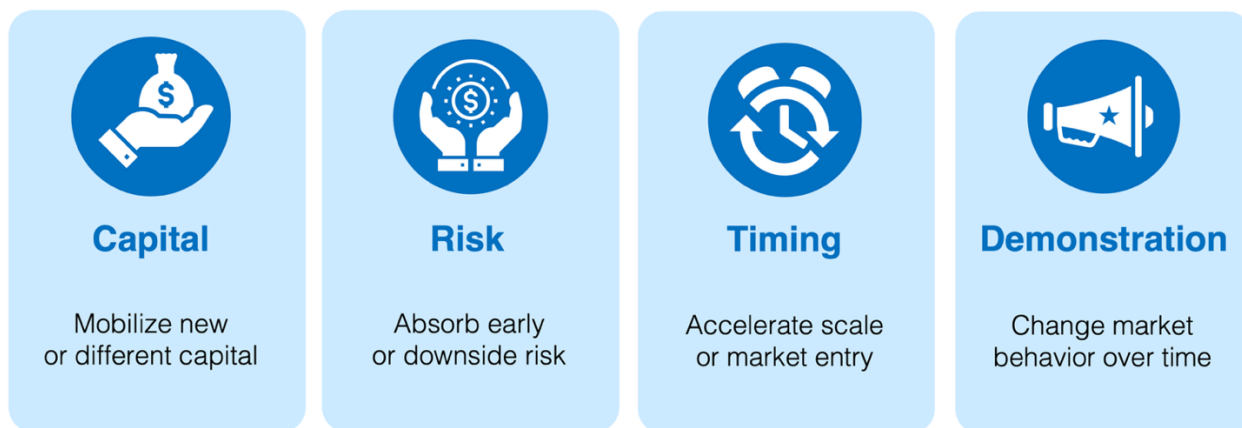 $
$
Capital
Mobilize new
or different capital
Risk
Absorb early
or downside risk
Timing
Accelerate scale
or market entry
Demonstration
Change market
behavior over time